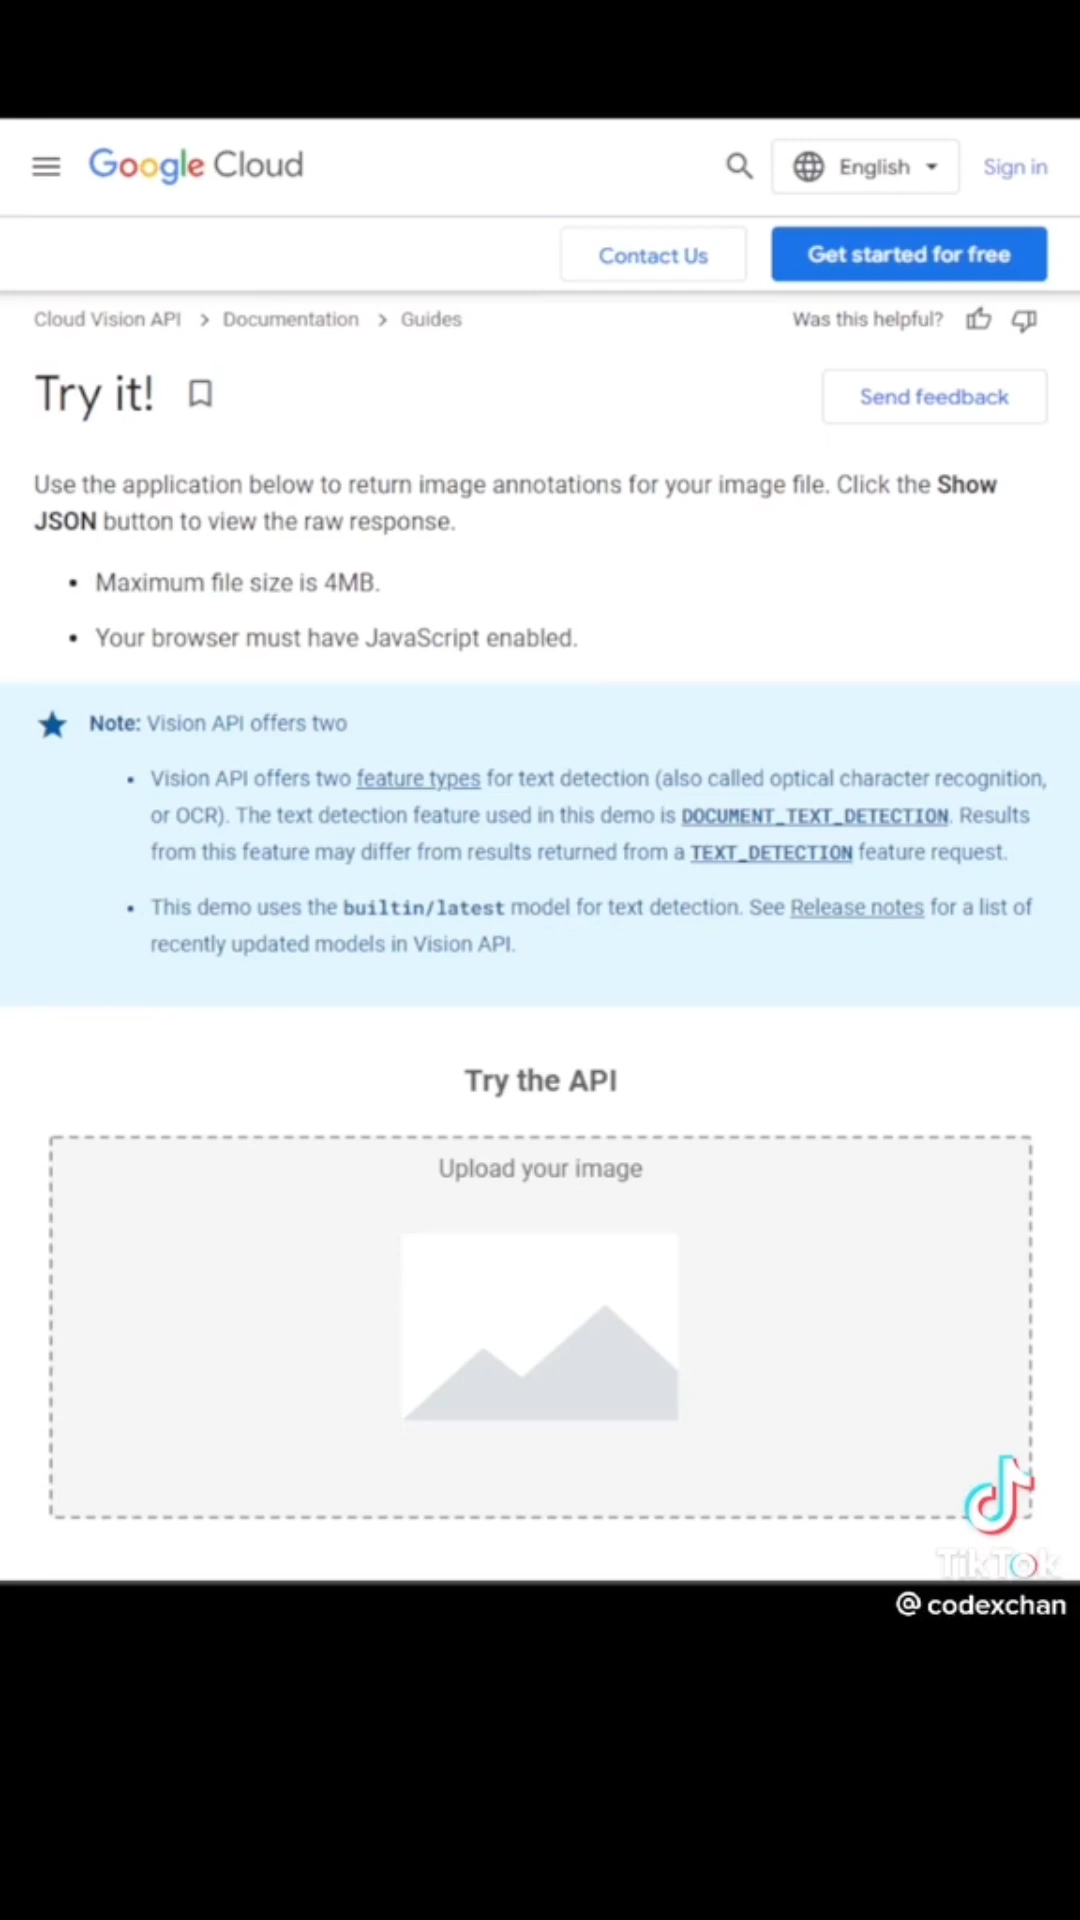 Google Cloud
English
Sign in
Contact Us
Get started for free
Cloud Vision API > Documentation > Guides
Was this helpful?
Try it!
Send feedback
Use the application below to return image annotations for your image file. Click the Show
JSON button to view the raw response.
• Maximum file size is 4MB.
• Your browser must have JavaScript enabled.
Note: Vision API offers two
• Vision API offers two feature types for text detection (also called optical character recognition,
or OCR). The text detection feature used in this demo is DOCUMENT_TEXT_DETECTION. Results
from this feature may differ from results returned from a TEXT_DETECTION feature request.
• This demo uses the builtin/latest model for text detection. See Release notes for a list of
recently updated models in Vision API.
Try the API
Upload your image
TikTok
@codexchan